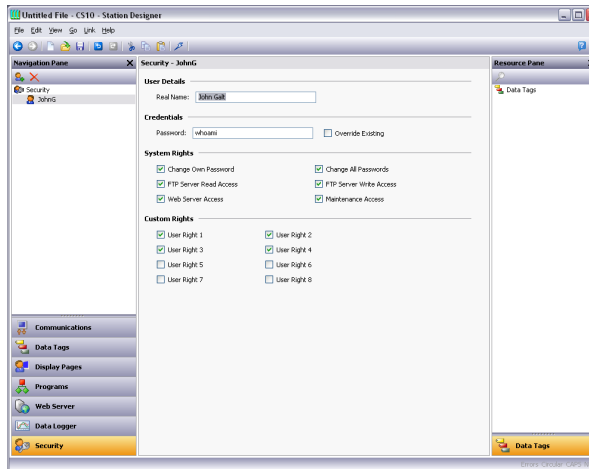 Untitled File - CS10 - Station Designer
File Edit View Go Link Help
Navigation Pane
Security
JohnG
Communications
Data Tags
Display Pages
Programs
Web Server
Data Logger
Security
Security - JohnG
User Details
Real Name: John Galt
Credentials
Password: whoami Override Existing
System Rights
Change Own Password Change All Passwords
FTP Server Read Access FTP Server Write Access
Web Server Access Maintenance Access
Custom Rights
User Right 1 User Right 2
User Right 3 User Right 4
User Right 5 User Right 6
User Right 7 User Right 8
Resource Pane
Data Tags
Data Tags
Errors Circular CAPS